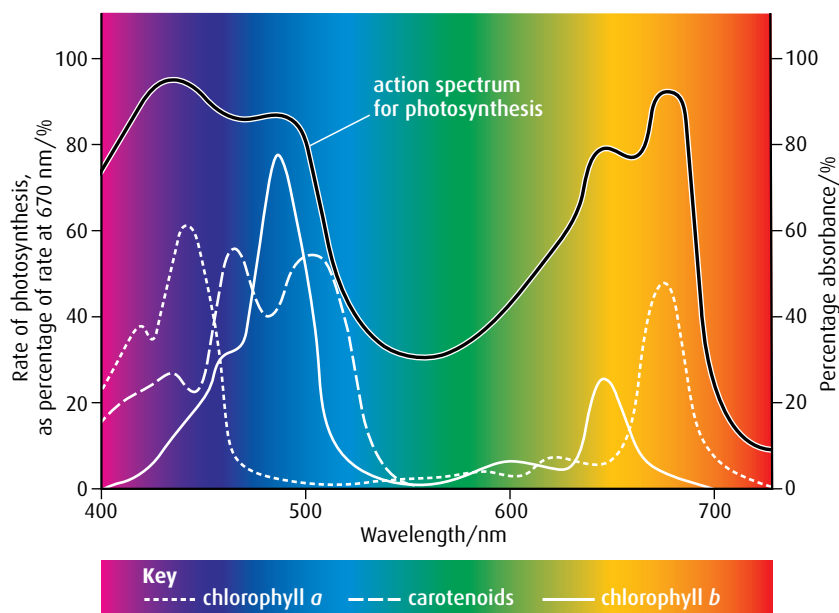 100
80
60
40
20
0
Rate of photosynthesis,
as percentage of rate at 670 nm/%
action spectrum
for photosynthesis
100
80
60
40
20
0
Percentage absorbance/%
400 500 600 700
Wavelength/nm
Key
chlorophyll a carotenoids chlorophyll b